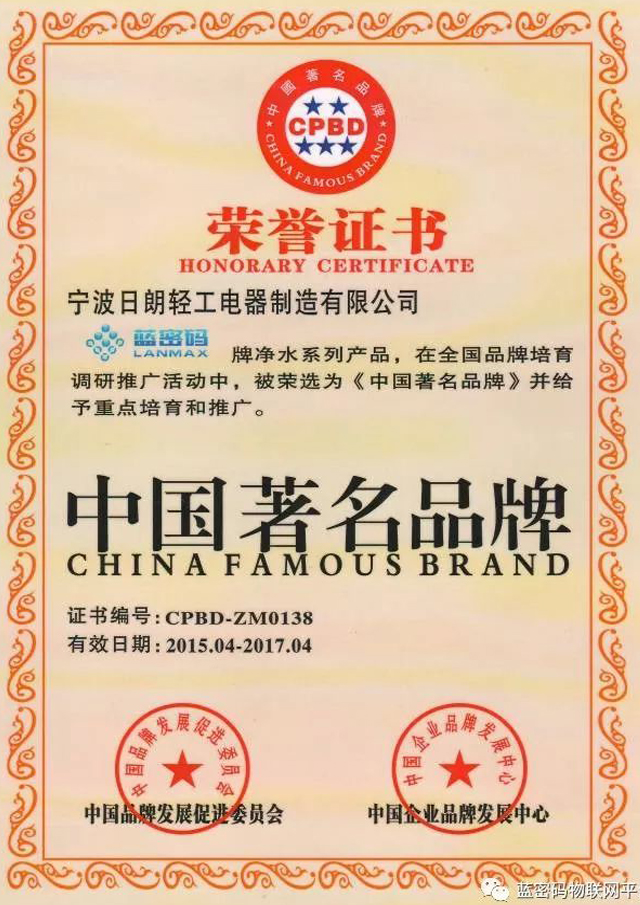 中國著名品牌
CPBD
CHINA FAMOUS BRAND
荣誉证书
HONORARY CERTIFICATE
宁波日朗轻工电器制造有限公司
蓝密码
LANMAX
牌净水系列产品，在全国品牌培育
调研推广活动中，被荣选为《中国著名品牌》并给
予重点培育和推广。
中国著名品牌
CHINA FAMOUS BRAND
证书编号: CPBD-ZM0138
有效日期: 2015.04-2017.04
中国品牌发展促进委员会
中国企业品牌发展中心
中国品牌发展促进委员会
中国企业品牌发展中心
蓝密码物联网平